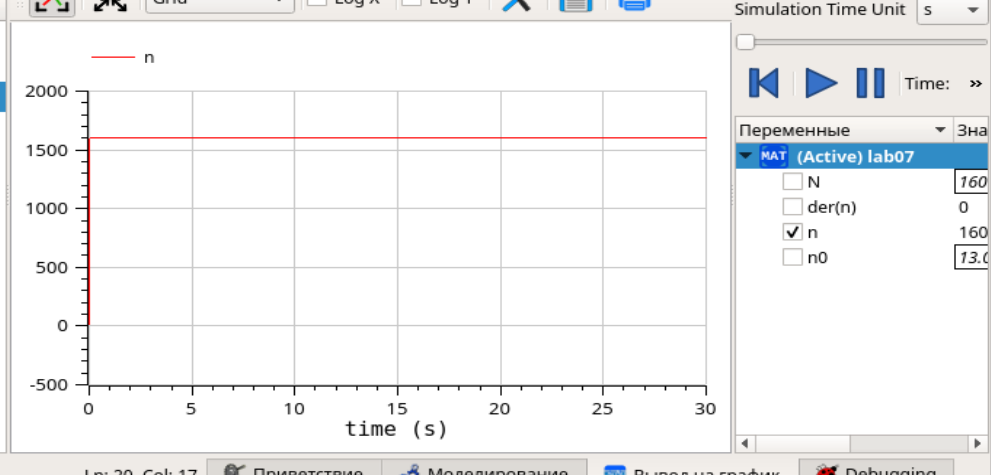 Grid
Log X
Log Y
Simulation Time Unit
s
n
2000
1500
1000
500
0
-500
0 5 10 15 20 25 30
time (s)
Time:
»
Переменные
Зна
MAT (Active) lab07
N 160
der(n) 0
n 160
n0 13.0
Ln: 20, Col: 17
Приветствие
Моделирование
Вывод на график
Debugging